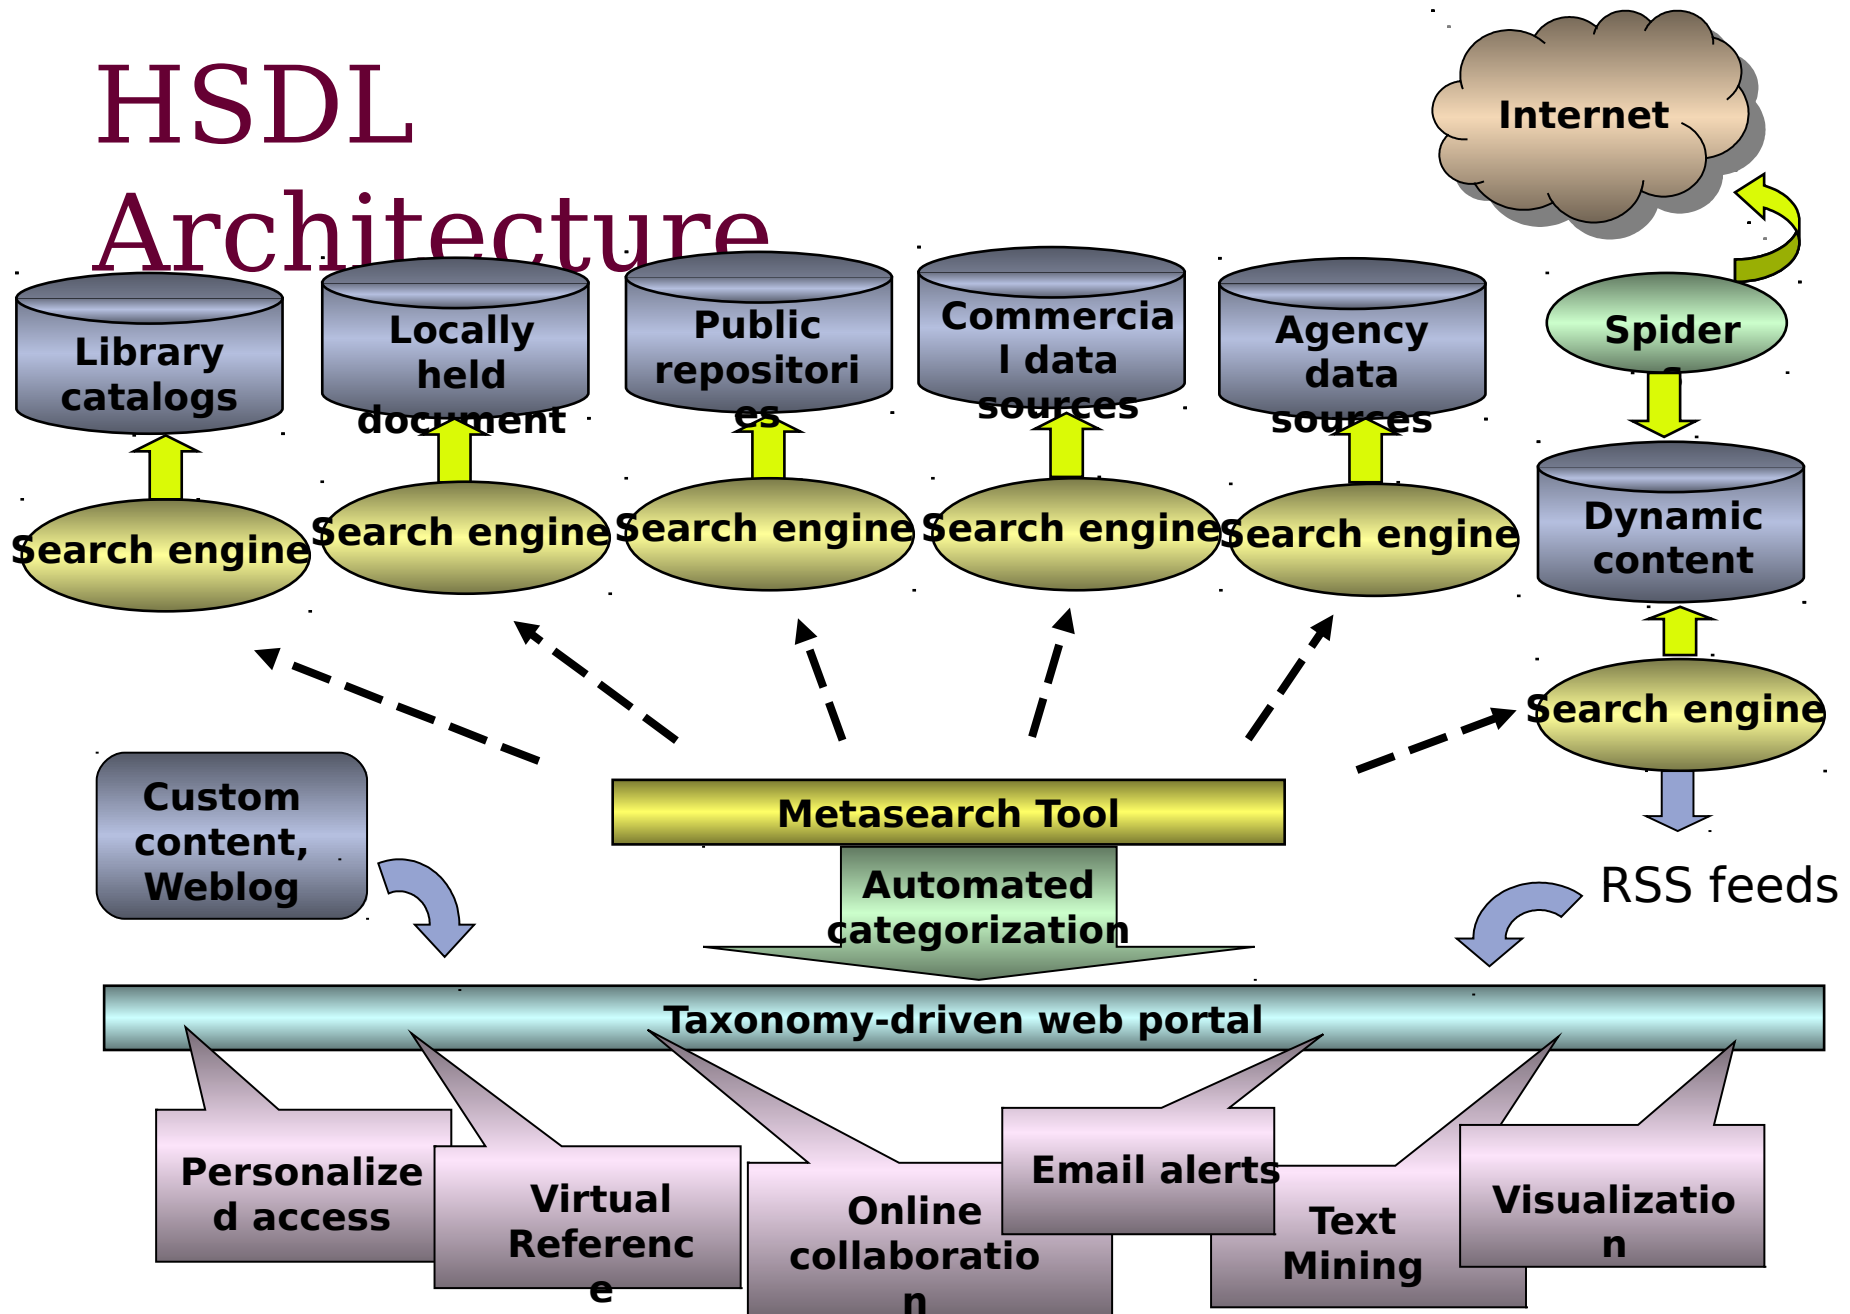 HSDL
Architecture
Internet
Library
catalogs
Locally
held
document
Public
repositori
es
Commercia
l data
sources
Agency
data
sources
Spider
s
Search engine
Search engine
Search engine
Search engine
Search engine
Dynamic
content
Search engine
Custom
content,
Weblog
Metasearch Tool
Automated
categorization
RSS feeds
Taxonomy-driven web portal
Personalize
d access
Virtual
Referenc
e
Online
collaboratio
n
Email alerts
Text
Mining
Visualizatio
n